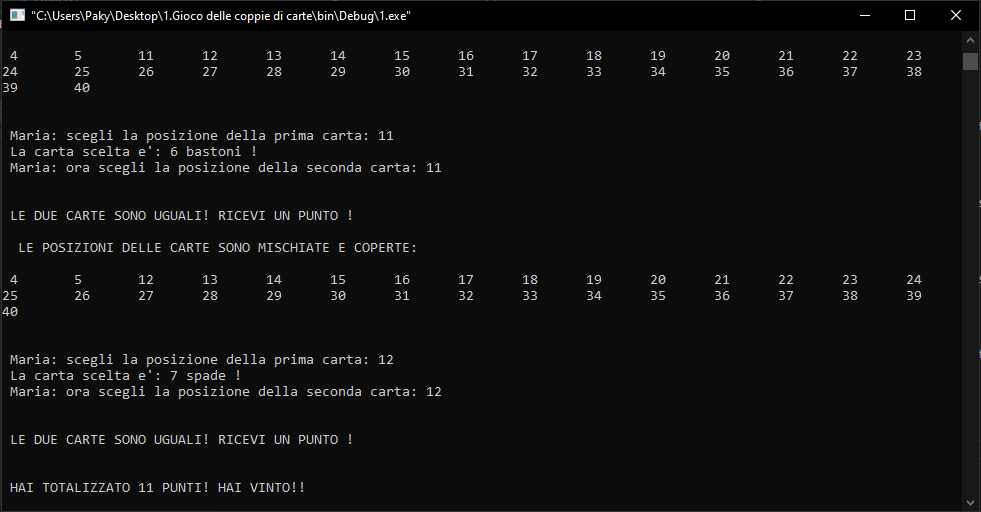 "C:\Users\Paky\Desktop\1.Gioco delle coppie di carte\bin\Debug\1.exe"
4 5 11 12 13 14 15 16 17 18 19 20 21 22 23
24 25 26 27 28 29 30 31 32 33 34 35 36 37 38
39 40
Maria: scegli la posizione della prima carta: 11
La carta scelta e': 6 bastoni !
Maria: ora scegli la posizione della seconda carta: 11
LE DUE CARTE SONO UGUALI! RICEVI UN PUNTO !
LE POSIZIONI DELLE CARTE SONO MISCHIATE E COPERTE:
4 5 12 13 14 15 16 17 18 19 20 21 22 23 24
25 26 27 28 29 30 31 32 33 34 35 36 37 38 39
40
Maria: scegli la posizione della prima carta: 12
La carta scelta e': 7 spade !
Maria: ora scegli la posizione della seconda carta: 12
LE DUE CARTE SONO UGUALI! RICEVI UN PUNTO !
HAI TOTALIZZATO 11 PUNTI! HAI VINTO!!